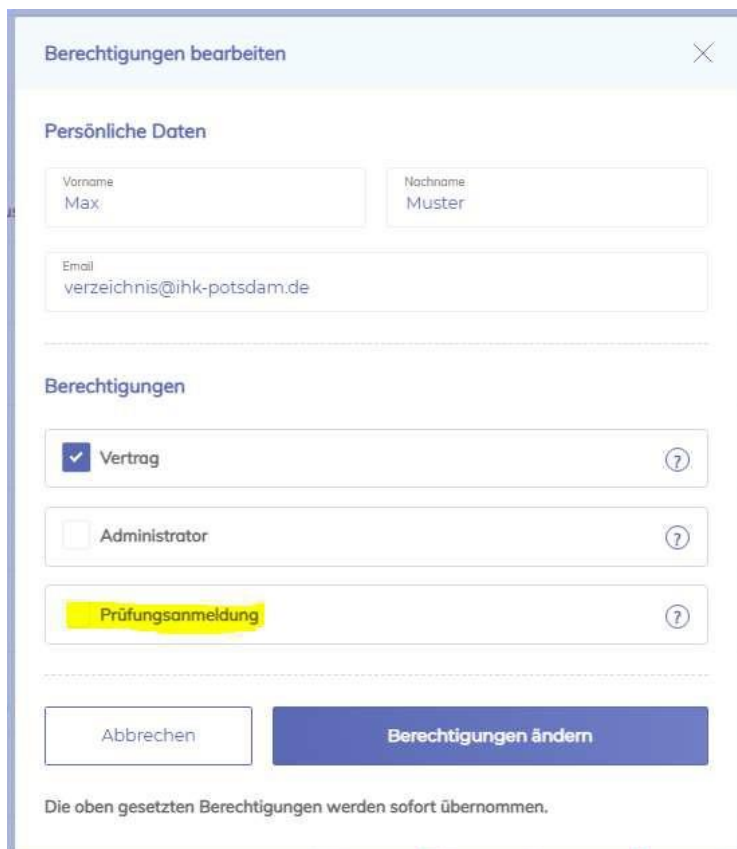 Berechtigungen bearbeiten
Persönliche Daten
Vorname
Max
Nachname
Muster
Email
verzeichnis@ihk-potsdam.de
Berechtigungen
Vertrag
?
Administrator
?
Prüfungsanmeldung
?
Abbrechen
Berechtigungen ändern
Die oben gesetzten Berechtigungen werden sofort übernommen.